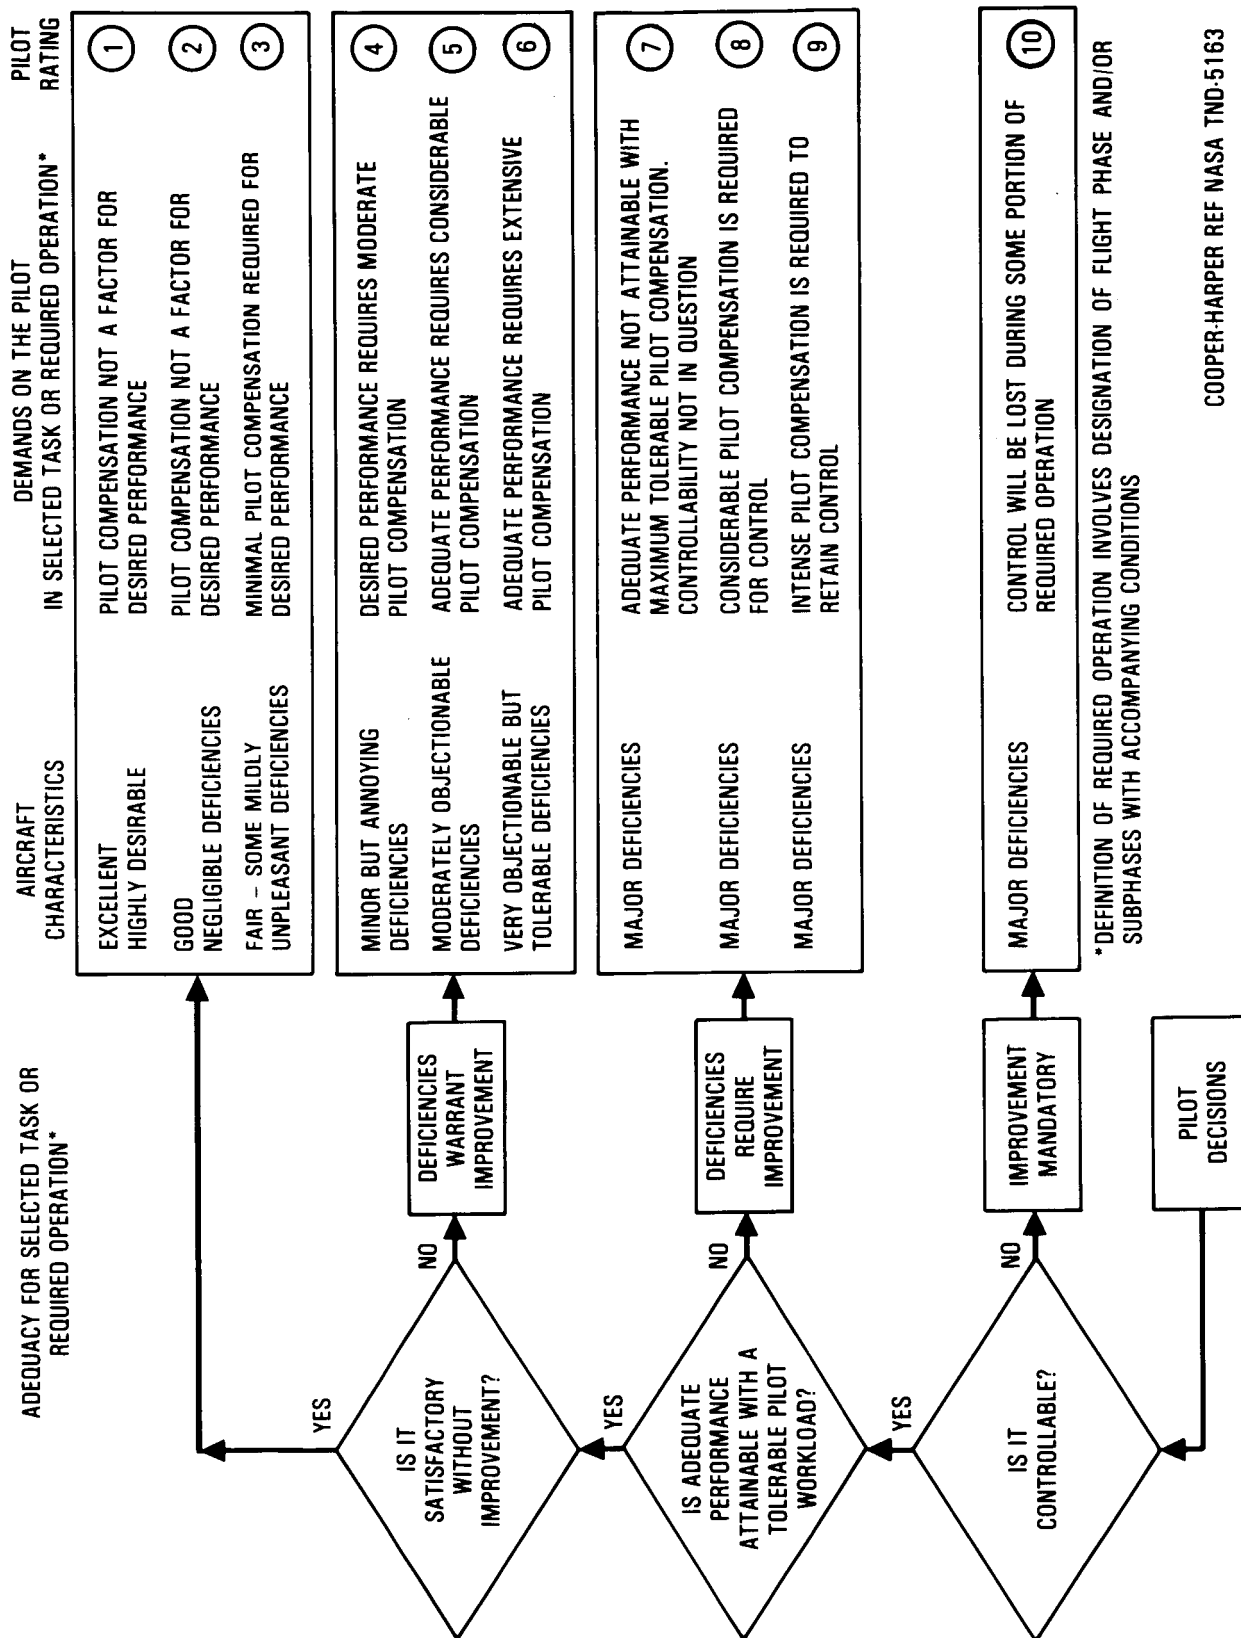 ADEQUACY FOR SELECTED TASK OR
REQUIRED OPERATION*
AIRCRAFT
CHARACTERISTICS
DEMANDS ON THE PILOT
IN SELECTED TASK OR REQUIRED OPERATION*
PILOT
RATING
EXCELLENT
HIGHLY DESIRABLE
PILOT COMPENSATION NOT A FACTOR FOR
DESIRED PERFORMANCE
1
GOOD
NEGLIGIBLE DEFICIENCIES
PILOT COMPENSATION NOT A FACTOR FOR
DESIRED PERFORMANCE
2
FAIR – SOME MILDLY
UNPLEASANT DEFICIENCIES
MINIMAL PILOT COMPENSATION REQUIRED FOR
DESIRED PERFORMANCE
3
YES
IS IT
SATISFACTORY
WITHOUT
IMPROVEMENT?
NO
DEFICIENCIES
WARRANT
IMPROVEMENT
MINOR BUT ANNOYING
DEFICIENCIES
DESIRED PERFORMANCE REQUIRES MODERATE
PILOT COMPENSATION
4
MODERATELY OBJECTIONABLE
DEFICIENCIES
ADEQUATE PERFORMANCE REQUIRES CONSIDERABLE
PILOT COMPENSATION
5
VERY OBJECTIONABLE BUT
TOLERABLE DEFICIENCIES
ADEQUATE PERFORMANCE REQUIRES EXTENSIVE
PILOT COMPENSATION
6
YES
IS ADEQUATE
PERFORMANCE
ATTAINABLE WITH A
TOLERABLE PILOT
WORKLOAD?
NO
DEFICIENCIES
REQUIRE
IMPROVEMENT
MAJOR DEFICIENCIES
ADEQUATE PERFORMANCE NOT ATTAINABLE WITH
MAXIMUM TOLERABLE PILOT COMPENSATION.
CONTROLLABILITY NOT IN QUESTION
7
MAJOR DEFICIENCIES
CONSIDERABLE PILOT COMPENSATION IS REQUIRED
FOR CONTROL
8
MAJOR DEFICIENCIES
INTENSE PILOT COMPENSATION IS REQUIRED TO
RETAIN CONTROL
9
YES
IS IT
CONTROLLABLE?
NO
IMPROVEMENT
MANDATORY
MAJOR DEFICIENCIES
CONTROL WILL BE LOST DURING SOME PORTION OF
REQUIRED OPERATION
10
PILOT
DECISIONS
*DEFINITION OF REQUIRED OPERATION INVOLVES DESIGNATION OF FLIGHT PHASE AND/OR
SUBPHASES WITH ACCOMPANYING CONDITIONS
COOPER-HARPER REF NASA TND-5163